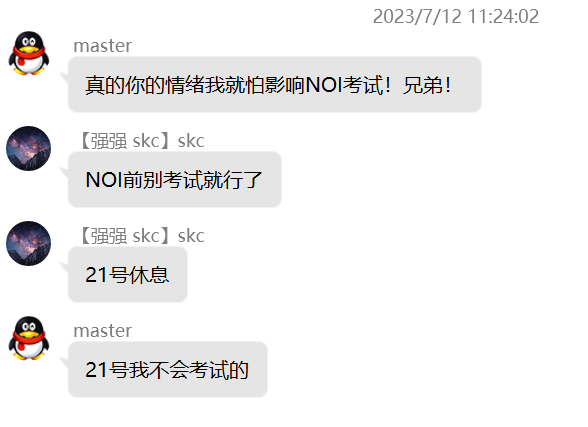 2023/7/12 11:24:02
master
真的你的情绪我就怕影响NOI考试！兄弟！
【强强 skc】skc
NOI前别考试就行了
【强强 skc】skc
21号休息
master
21号我不会考试的